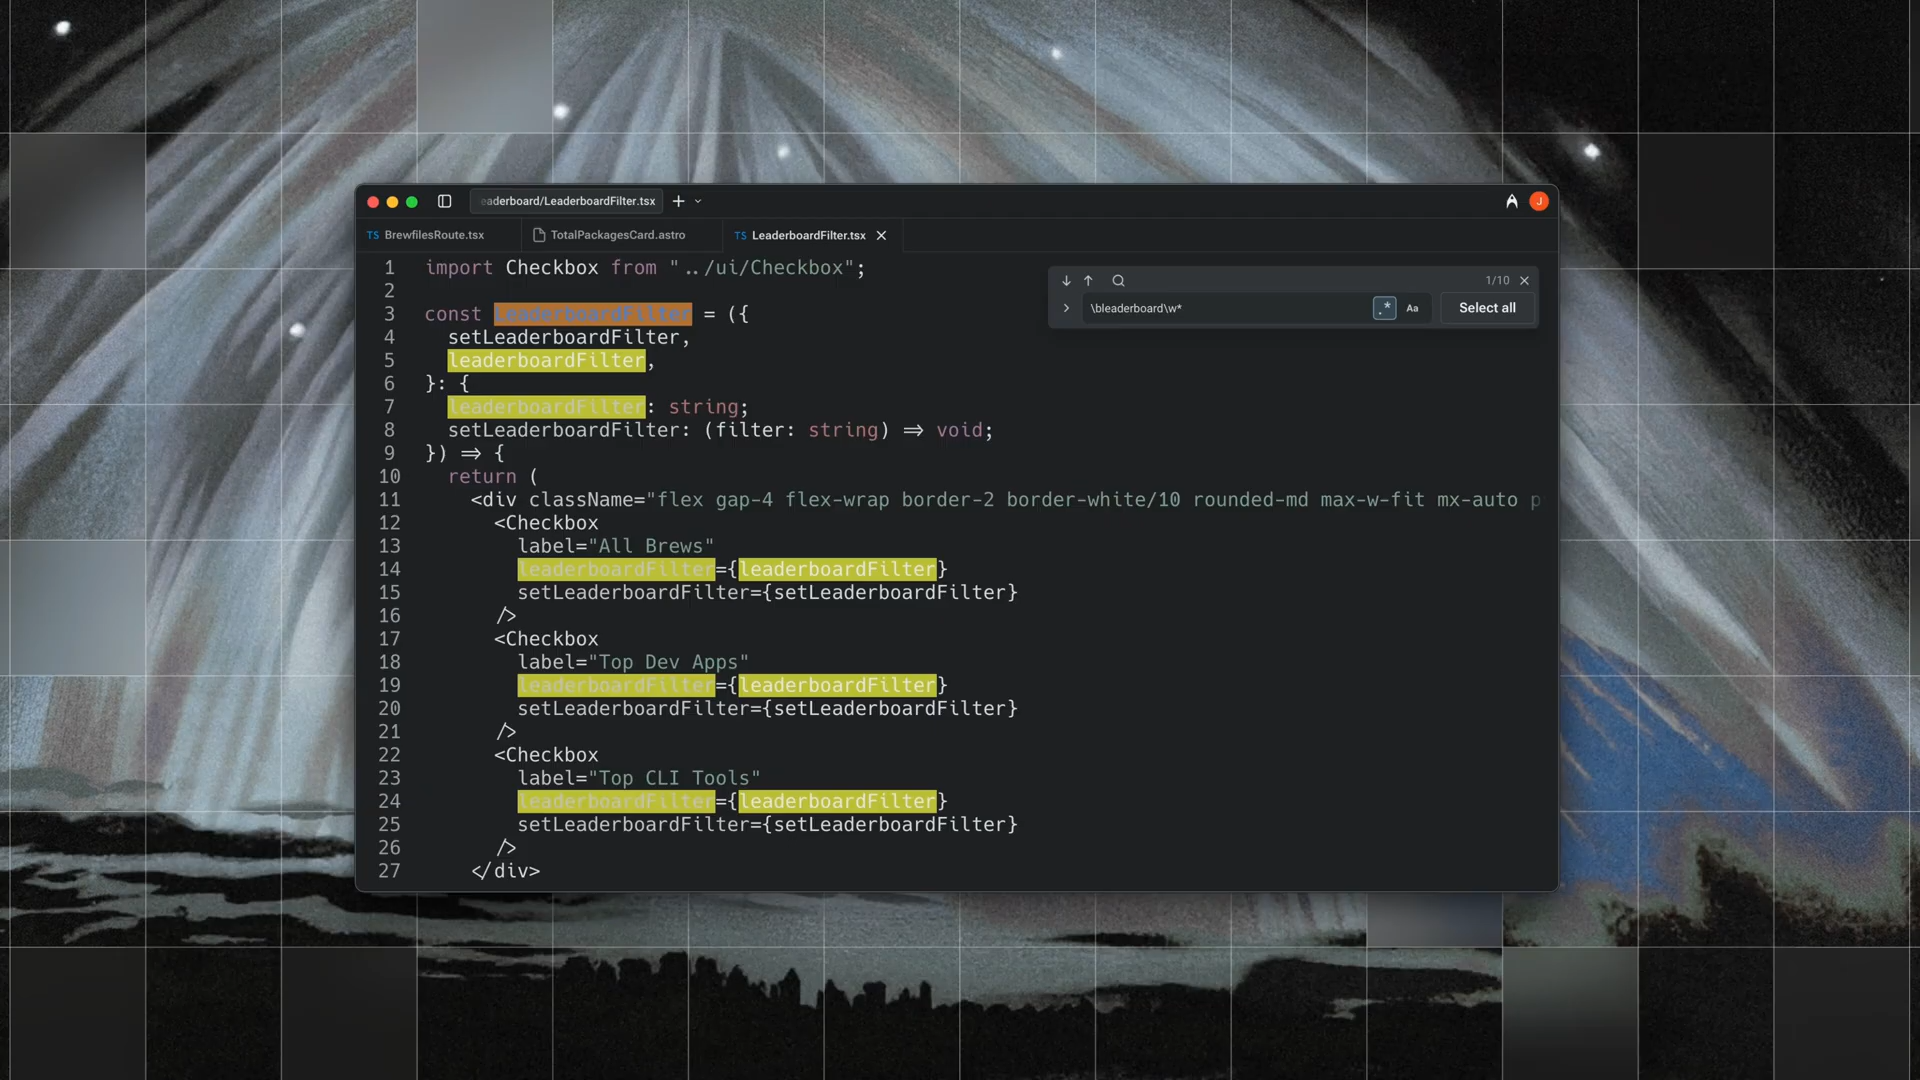 eaderboard/LeaderboardFilter.tsx
J
TS BrewfilesRoute.tsx
TotalPackagesCard.astro
TS LeaderboardFilter.tsx
1/10
\bleaderboard\w*
.*
Aa
Select all
1 import Checkbox from "../ui/Checkbox";
2
3 const LeaderboardFilter = ({
4 setLeaderboardFilter,
5 leaderboardFilter,
6 }: {
7 leaderboardFilter: string;
8 setLeaderboardFilter: (filter: string) => void;
9 }) => {
10 return (
11 <div className="flex gap-4 flex-wrap border-2 border-white/10 rounded-md max-w-fit mx-auto p
12 <Checkbox
13 label="All Brews"
14 leaderboardFilter={leaderboardFilter}
15 setLeaderboardFilter={setLeaderboardFilter}
16 />
17 <Checkbox
18 label="Top Dev Apps"
19 leaderboardFilter={leaderboardFilter}
20 setLeaderboardFilter={setLeaderboardFilter}
21 />
22 <Checkbox
23 label="Top CLI Tools"
24 leaderboardFilter={leaderboardFilter}
25 setLeaderboardFilter={setLeaderboardFilter}
26 />
27 </div>